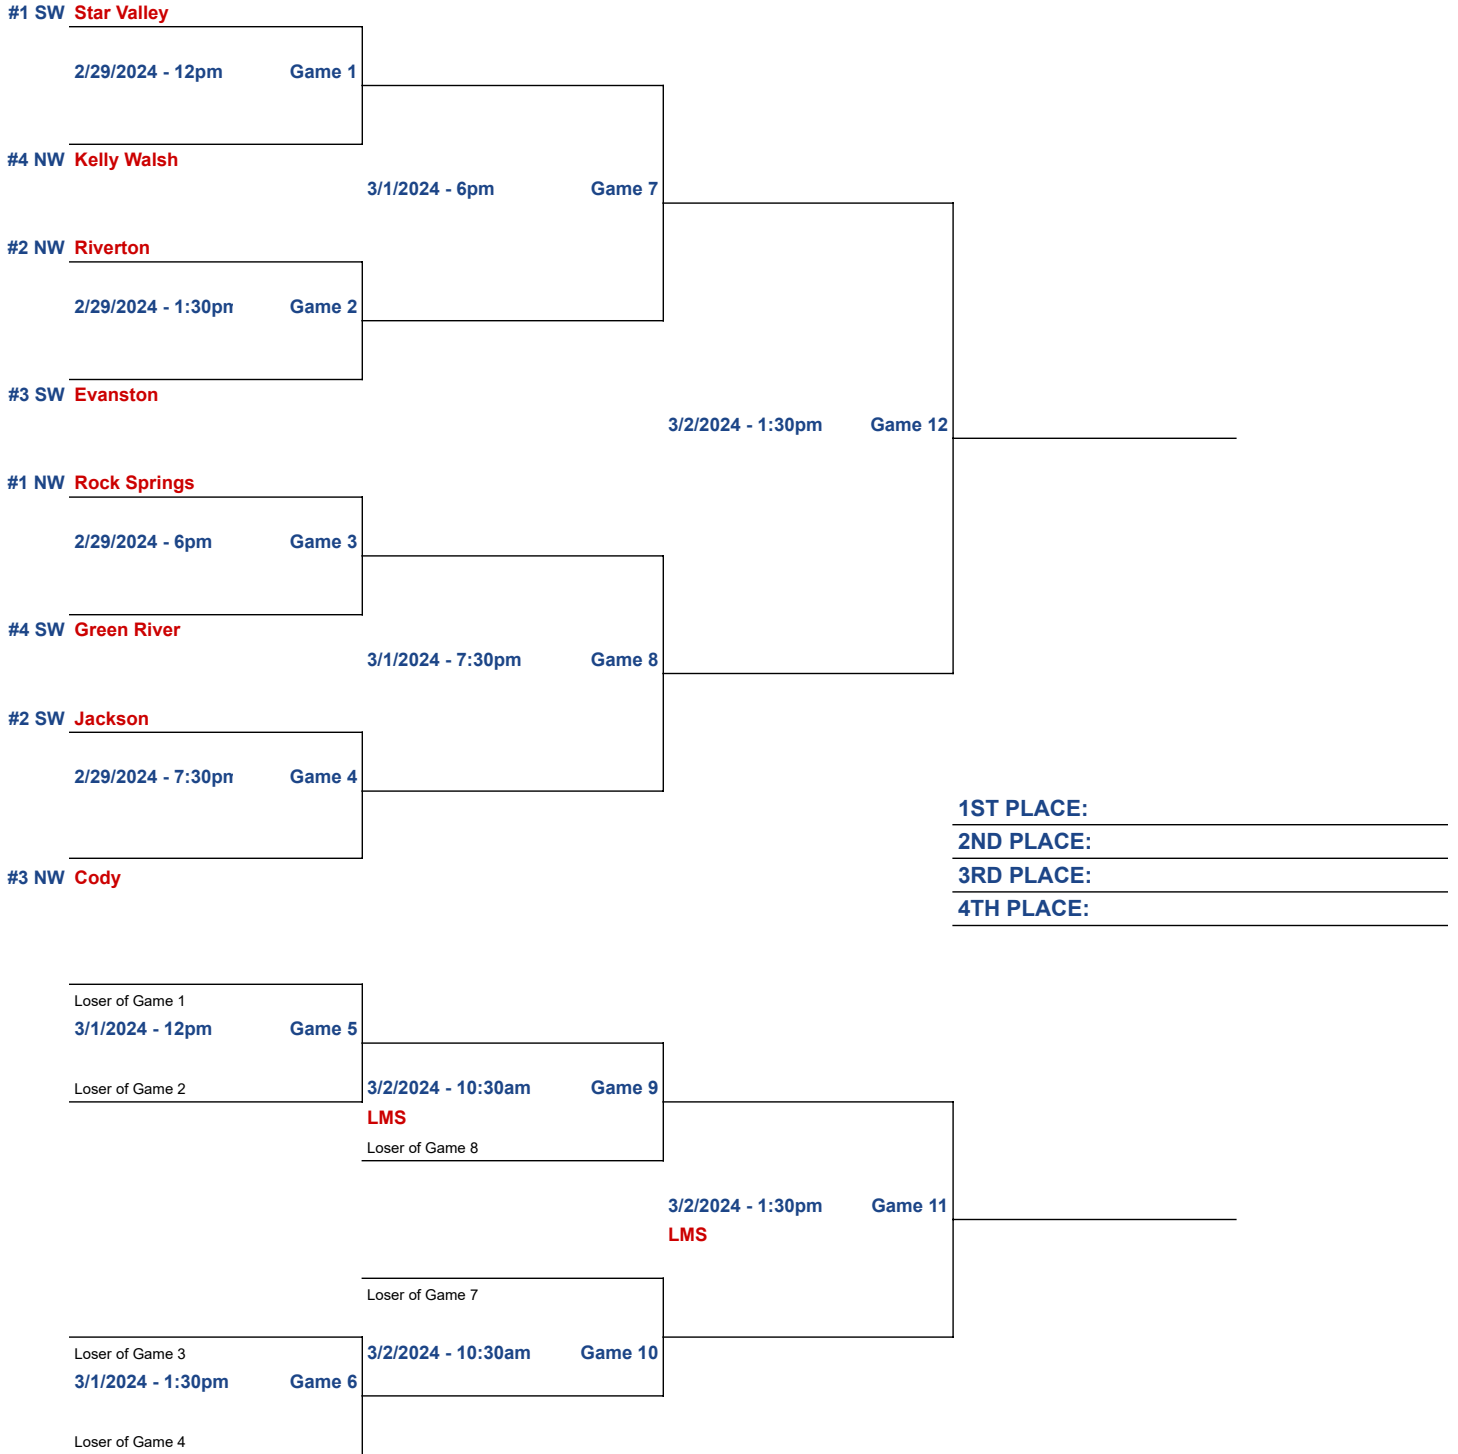 #1 SW Star Valley
2/29/2024 - 12pm Game 1
#4 NW Kelly Walsh
3/1/2024 - 6pm Game 7
#2 NW Riverton
2/29/2024 - 1:30pm Game 2
#3 SW Evanston
3/2/2024 - 1:30pm Game 12
#1 NW Rock Springs
2/29/2024 - 6pm Game 3
#4 SW Green River
3/1/2024 - 7:30pm Game 8
#2 SW Jackson
2/29/2024 - 7:30pm Game 4
1ST PLACE:
2ND PLACE:
3RD PLACE:
#3 NW Cody
4TH PLACE:
Loser of Game 1
3/1/2024 - 12pm Game 5
Loser of Game 2
3/2/2024 - 10:30am Game 9
LMS
Loser of Game 8
3/2/2024 - 1:30pm Game 11
LMS
Loser of Game 7
Loser of Game 3
3/2/2024 - 10:30am Game 10
3/1/2024 - 1:30pm Game 6
Loser of Game 4